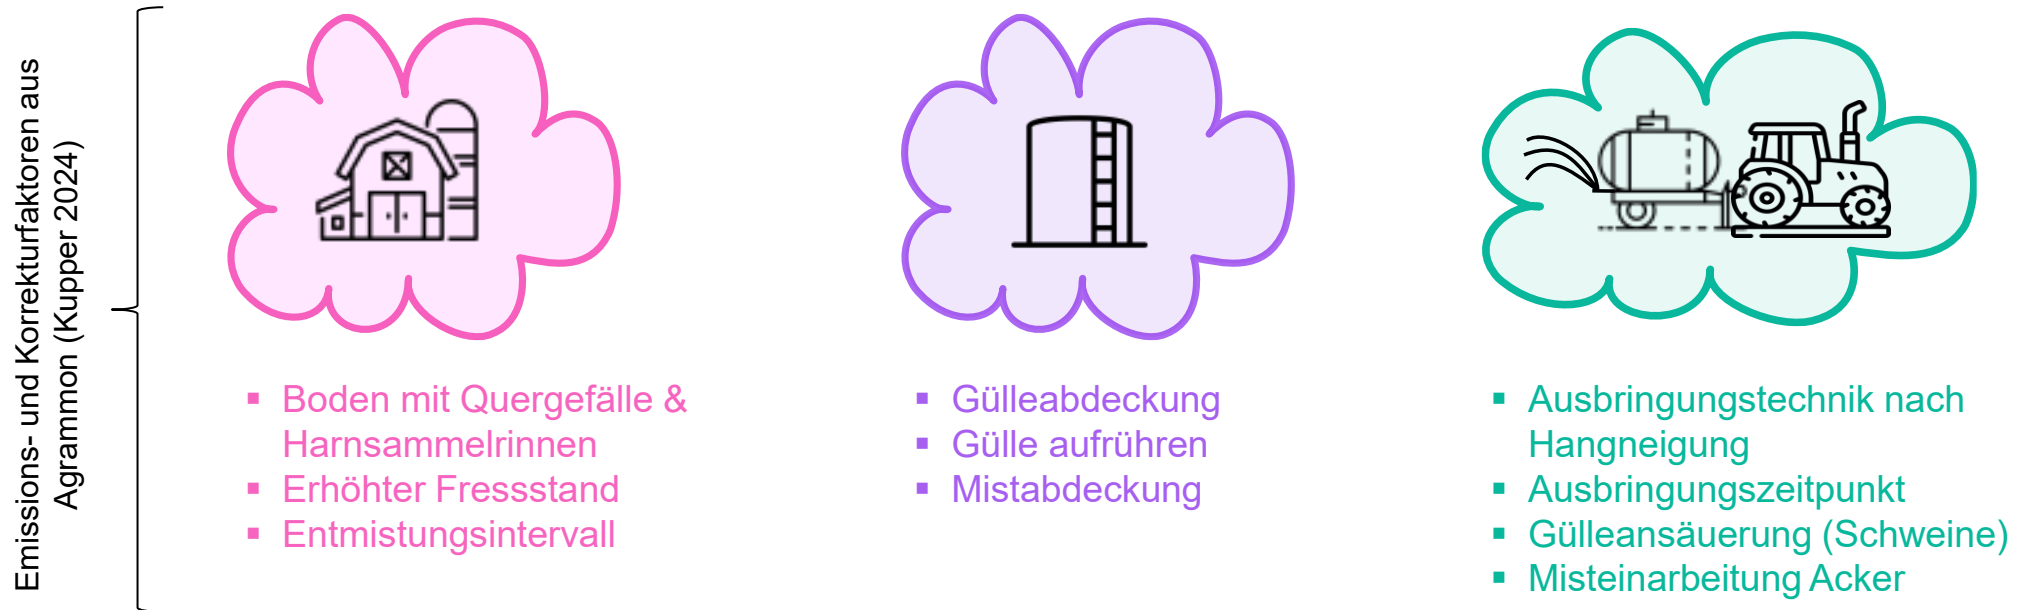 Emissions- und Korrekturfaktoren aus
Agrammon (Kupper 2024)
▪ Boden mit Quergefälle &
Harnsammelrinnen
▪ Erhöhter Fressstand
▪ Entmistungsintervall
▪ Gülleabdeckung
▪ Gülle aufrühren
▪ Mistabdeckung
▪ Ausbringungstechnik nach
Hangneigung
▪ Ausbringungszeitpunkt
▪ Gülleansäuerung (Schweine)
▪ Misteinarbeitung Acker